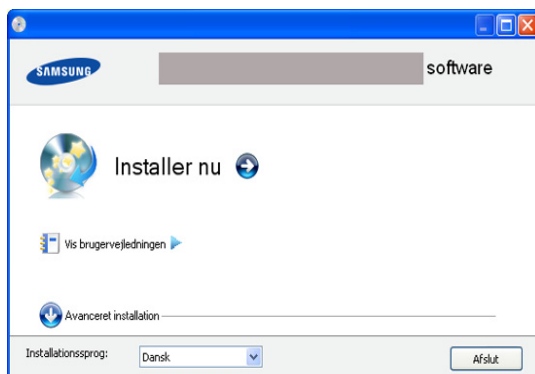 SAMSUNG
software
Installer nu
Vis brugervejledningen
Avanceret installation
Installationssprog:
Dansk
Afslut